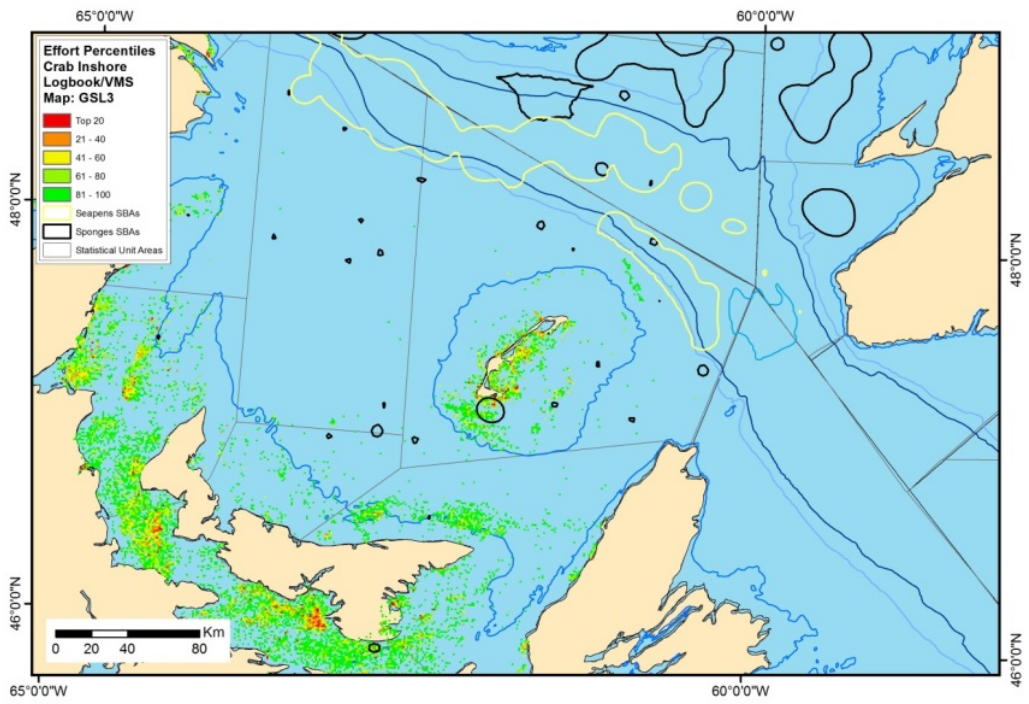 65°0'0"W
60°0'0"W
Effort Percentiles
Crab Inshore
Logbook/VMS
Map: GSL3
Top 20
21 - 40
41 - 60
61 - 80
81 - 100
Seapens SBAs
Sponges SBAs
Statistical Unit Areas
48°0'0"N
48°0'0"N
46°0'0"N
46°0'0"N
Km
0 20 40 80
65°0'0"W
60°0'0"W